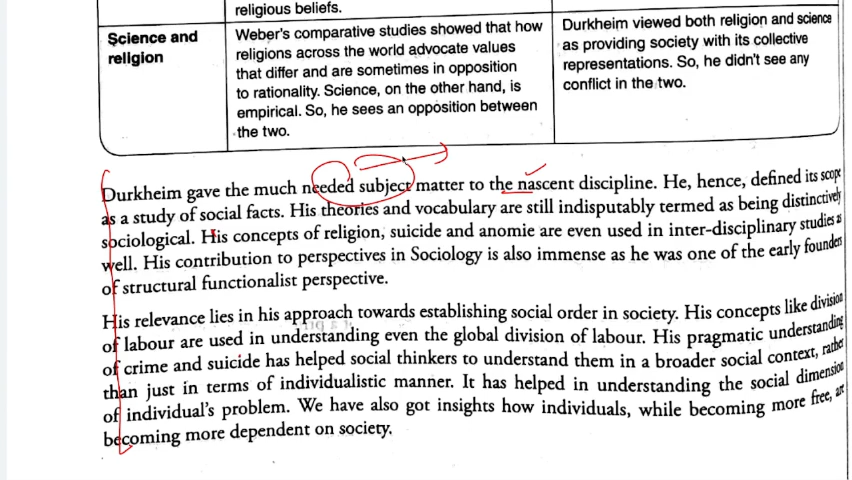 religious beliefs.
Science and
religion
Weber's comparative studies showed that how
religions across the world advocate values
that differ and are sometimes in opposition
to rationality. Science, on the other hand, is
empirical. So, he sees an opposition between
the two.
Durkheim viewed both religion and science
as providing society with its collective
representations. So, he didn't see any
conflict in the two.
Durkheim gave the much needed subject matter to the nascent discipline. He, hence, defined its scope
as a study of social facts. His theories and vocabulary are still indisputably termed as being distinctively
sociological. His concepts of religion, suicide and anomie are even used in inter-disciplinary studies as
well. His contribution to perspectives in Sociology is also immense as he was one of the early founders
of structural functionalist perspective.
His relevance lies in his approach towards establishing social order in society. His concepts like division
of labour are used in understanding even the global division of labour. His pragmatic understanding
of crime and suicide has helped social thinkers to understand them in a broader social context, rather
than just in terms of individualistic manner. It has helped in understanding the social dimension
of individual's problem. We have also got insights how individuals, while becoming more free, are
becoming more dependent on society.